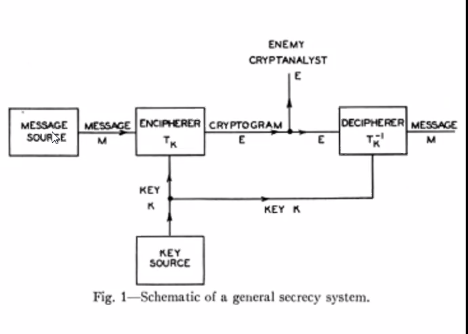 ENEMY
CRYPTANALYST
E
MESSAGE
SOURCE
MESSAGE
M
ENCIPHERER
T_K
CRYPTOGRAM
E
E
DECIPHERER
T_K^-1
MESSAGE
M
KEY
K
KEY K
KEY
SOURCE
Fig. 1—Schematic of a general secrecy system.